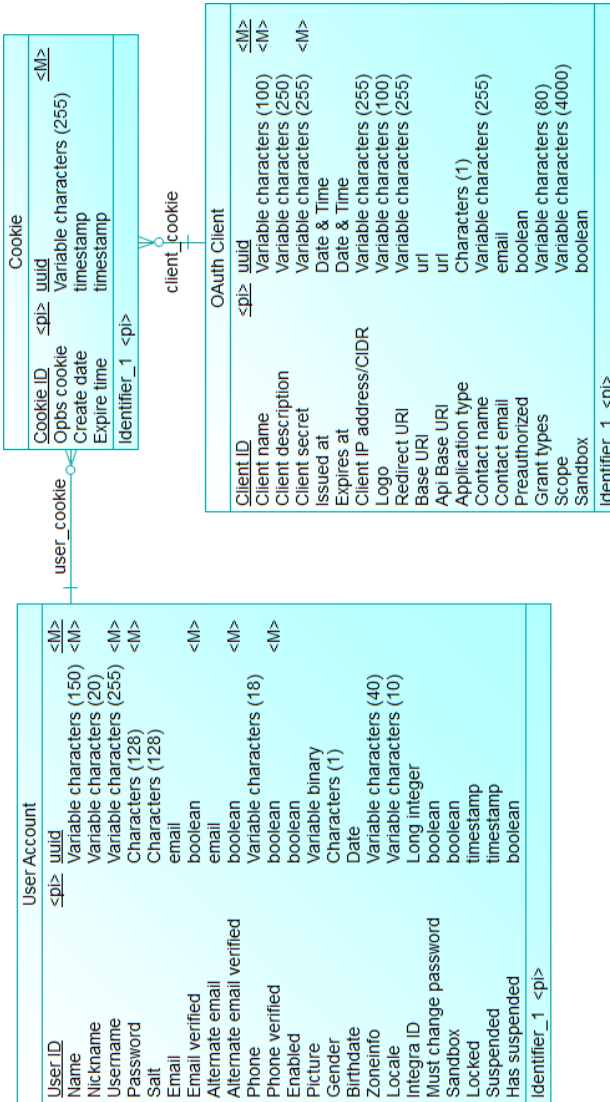 User Account
User ID <pi> uuid <M>
Name Variable characters (150) <M>
Nickname Variable characters (20)
Username Variable characters (255) <M>
Password Characters (128) <M>
Salt Characters (128)
Email email
Email verified boolean <M>
Alternate email email
Alternate email verified boolean <M>
Phone Variable characters (18)
Phone verified boolean <M>
Enabled boolean
Picture Variable binary
Gender Characters (1)
Birthdate Date
Zoneinfo Variable characters (40)
Locale Variable characters (10)
Integra ID Long integer
Must change password boolean
Sandbox boolean
Locked timestamp
Suspended timestamp
Has suspended boolean
Identifier_1 <pi>
user_cookie
Cookie
Cookie ID <pi> uuid <M>
Opbs cookie Variable characters (255)
Create date timestamp
Expire time timestamp
Identifier_1 <pi>
client_cookie
OAuth Client
Client ID <pi> uuid <M>
Client name Variable characters (100) <M>
Client description Variable characters (250)
Client secret Variable characters (255) <M>
Issued at Date & Time
Expires at Date & Time
Client IP address/CIDR Variable characters (255)
Logo Variable characters (100)
Redirect URI Variable characters (255)
Base URI url
Api Base URI url
Application type Characters (1)
Contact name Variable characters (255)
Contact email email
Preauthorized boolean
Grant types Variable characters (80)
Scope Variable characters (4000)
Sandbox boolean
Identifier_1 <pi>